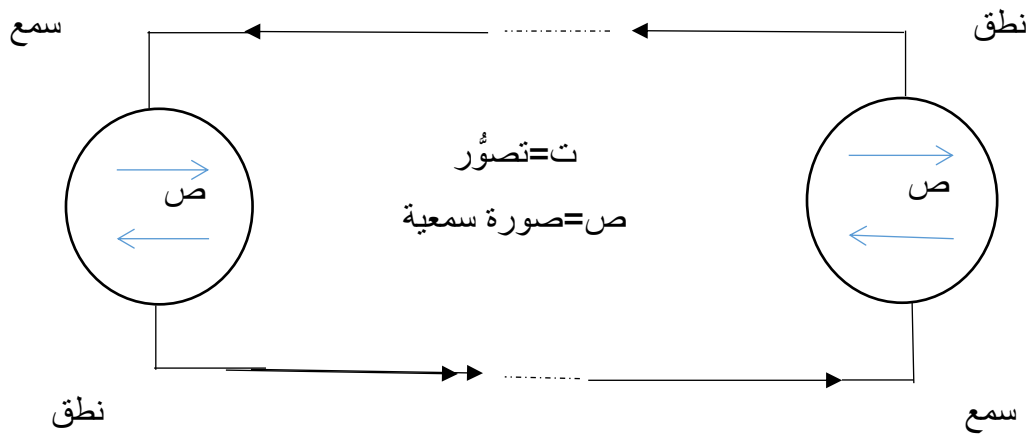 نطق
سمع
ت=تصوُّر
ص
ص
ص=صورة سمعية
سمع
نطق